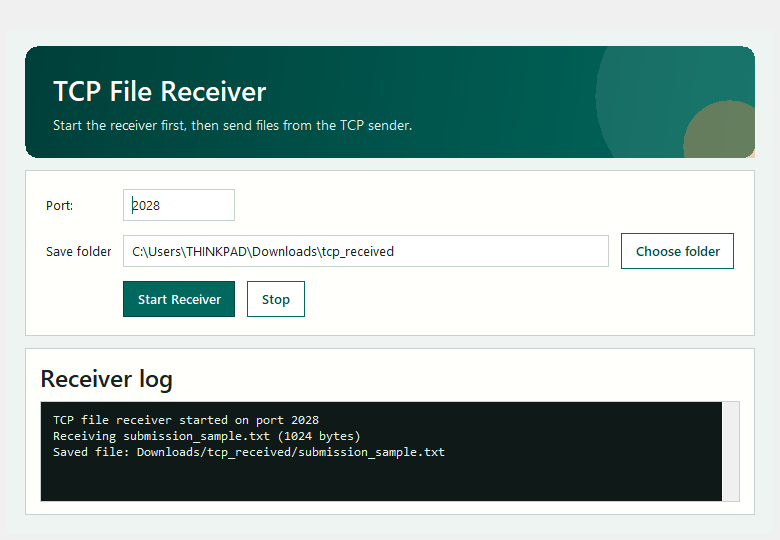 TCP File Receiver
Start the receiver first, then send files from the TCP sender.
Port:
2028
Save folder
C:\Users\THINKPAD\Downloads\tcp_received
Choose folder
Start Receiver
Stop
Receiver log
TCP file receiver started on port 2028
Receiving submission_sample.txt (1024 bytes)
Saved file: Downloads/tcp_received/submission_sample.txt